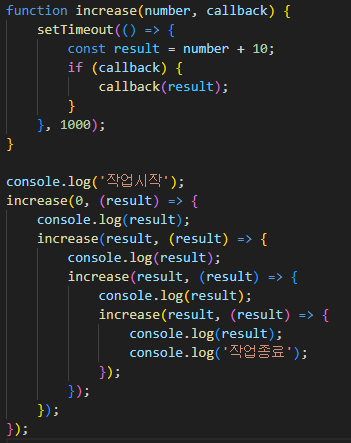 function increase(number, callback) {
    setTimeout(() => {
        const result = number + 10;
        if (callback) {
            callback(result);
        }
    }, 1000);
}

console.log('작업시작');
increase(0, (result) => {
    console.log(result);
    increase(result, (result) => {
        console.log(result);
        increase(result, (result) => {
            console.log(result);
            increase(result, (result) => {
                console.log(result);
                console.log('작업종료');
            });
        });
    });
});